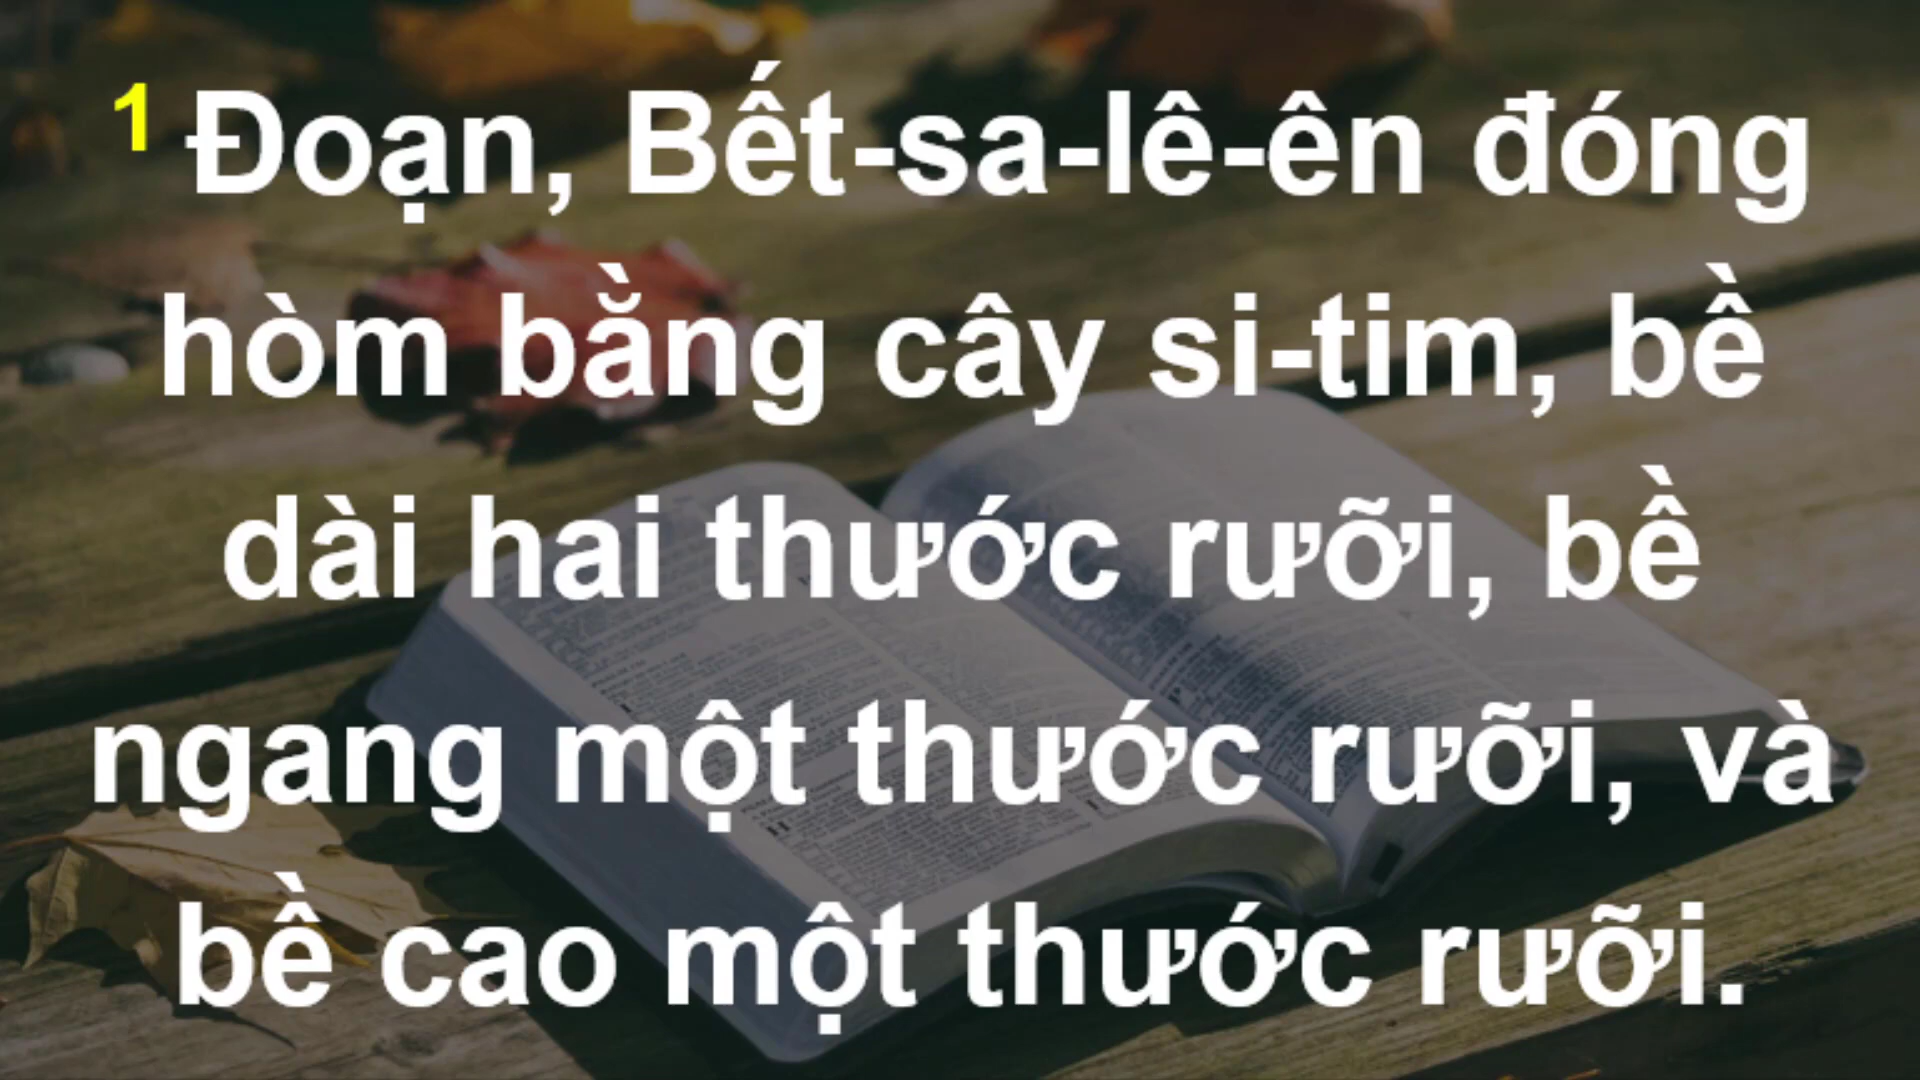 1 Đoạn, Bết-sa-lê-ên đóng
hòm bằng cây si-tim, bề
dài hai thước rưỡi, bề
ngang một thước rưỡi, và
bề cao một thước rưỡi.